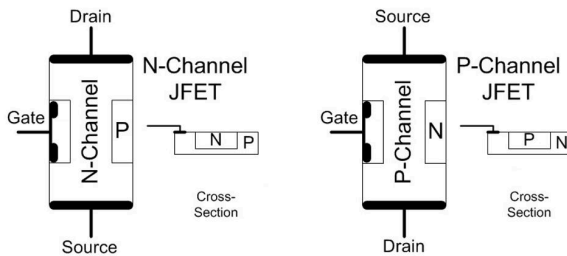 Drain
N-Channel
JFET
Gate
N-Channel
P
N
P
Cross-
Section
Source
Source
P-Channel
JFET
Gate
P-Channel
N
P
N
Cross-
Section
Drain